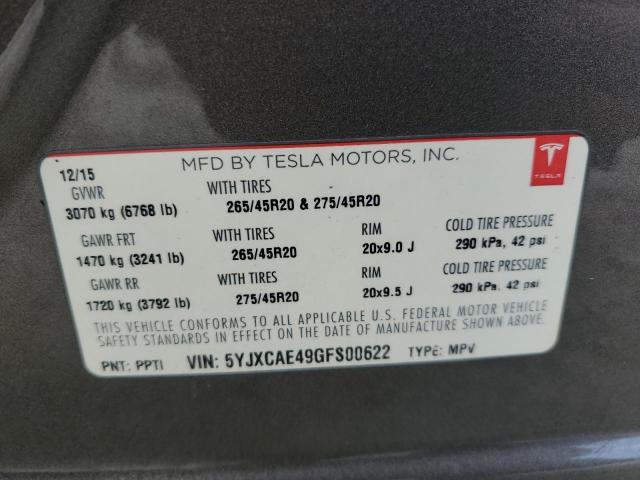 12/15
MFD BY TESLA MOTORS, INC.
TESLA
GVWR WITH TIRES
3070 kg (6768 lb) 265/45R20 & 275/45R20
GAWR FRT WITH TIRES RIM COLD TIRE PRESSURE
1470 kg (3241 lb) 265/45R20 20x9.0 J 290 kPa, 42 psi
GAWR RR WITH TIRES RIM COLD TIRE PRESSURE
1720 kg (3792 lb) 275/45R20 20x9.5 J 290 kPa, 42 psi
THIS VEHICLE CONFORMS TO ALL APPLICABLE U.S. FEDERAL MOTOR VEHICLE
SAFETY STANDARDS IN EFFECT ON THE DATE OF MANUFACTURE SHOWN ABOVE.
PNT: PPTI VIN: 5YJXCAE49GFS00622 TYPE: MPV